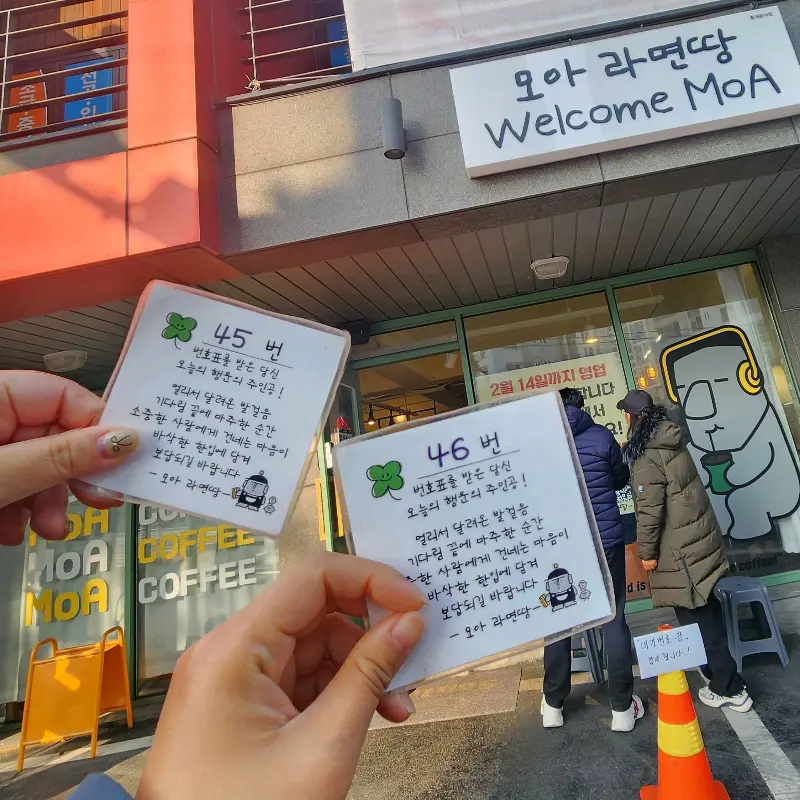 모아 라면땅
Welcome MoA
45 번
번호표를 받은 당신
오늘의 행운의 주인공!
멀리서 달려온 발걸음
기다림 끝에 마주한 순간
소중한 사람에게 건네는 마음이
바삭한 한입에 담겨
보답되길 바랍니다
- 모아 라면땅 -
46 번
번호표를 받은 당신
오늘의 행운의 주인공!
멀리서 달려온 발걸음
기다림 끝에 마주한 순간
중한 사람에게 건네는 마음이
바삭한 한입에 담겨
보답되길 바랍니다
- 모아 라면땅 -
2월 14일까지 영업
MoA
MoA
MoA
COFFEE
COFFEE
대기번호 끝.
coffee!